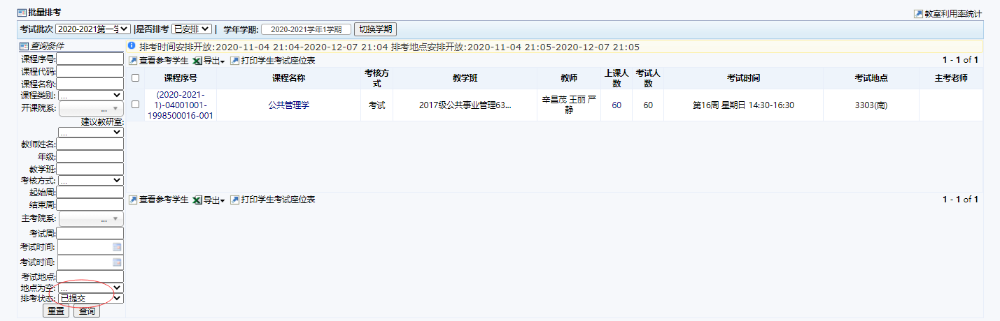 批量排考
教室利用率统计
考试批次 2020-2021第一学 |是否排考 已安排 | 学年学期: 2020-2021学年1学期 切换学期
查询条件
课程序号:
课程代码:
课程名称:
课程类别: ...
开课院系: ...
建议教研室:
...
教师姓名:
年级:
教学班:
考核方式: ...
起始周:
结束周:
主考院系: ...
考试周:
考试时间:
考试时间:
考试地点:
地点为空: ...
排考状态: 已提交
重置 查询
排考时间安排开放:2020-11-04 21:04-2020-12-07 21:04 排考地点安排开放:2020-11-04 21:05-2020-12-07 21:05
查看参考学生 导出 打印学生考试座位表 1 - 1 of 1
课程序号 课程名称 考核方式 教学班 教师 上课人数 考试人数 考试时间 考试地点 主考老师
(2020-2021-
1)-04001001-
1998500016-001
公共管理学
考试
2017级公共事业管理63...
辛昌茂 王丽 严
静
60
60
第16周 星期日 14:30-16:30
3303(南)
查看参考学生 导出 打印学生考试座位表 1 - 1 of 1